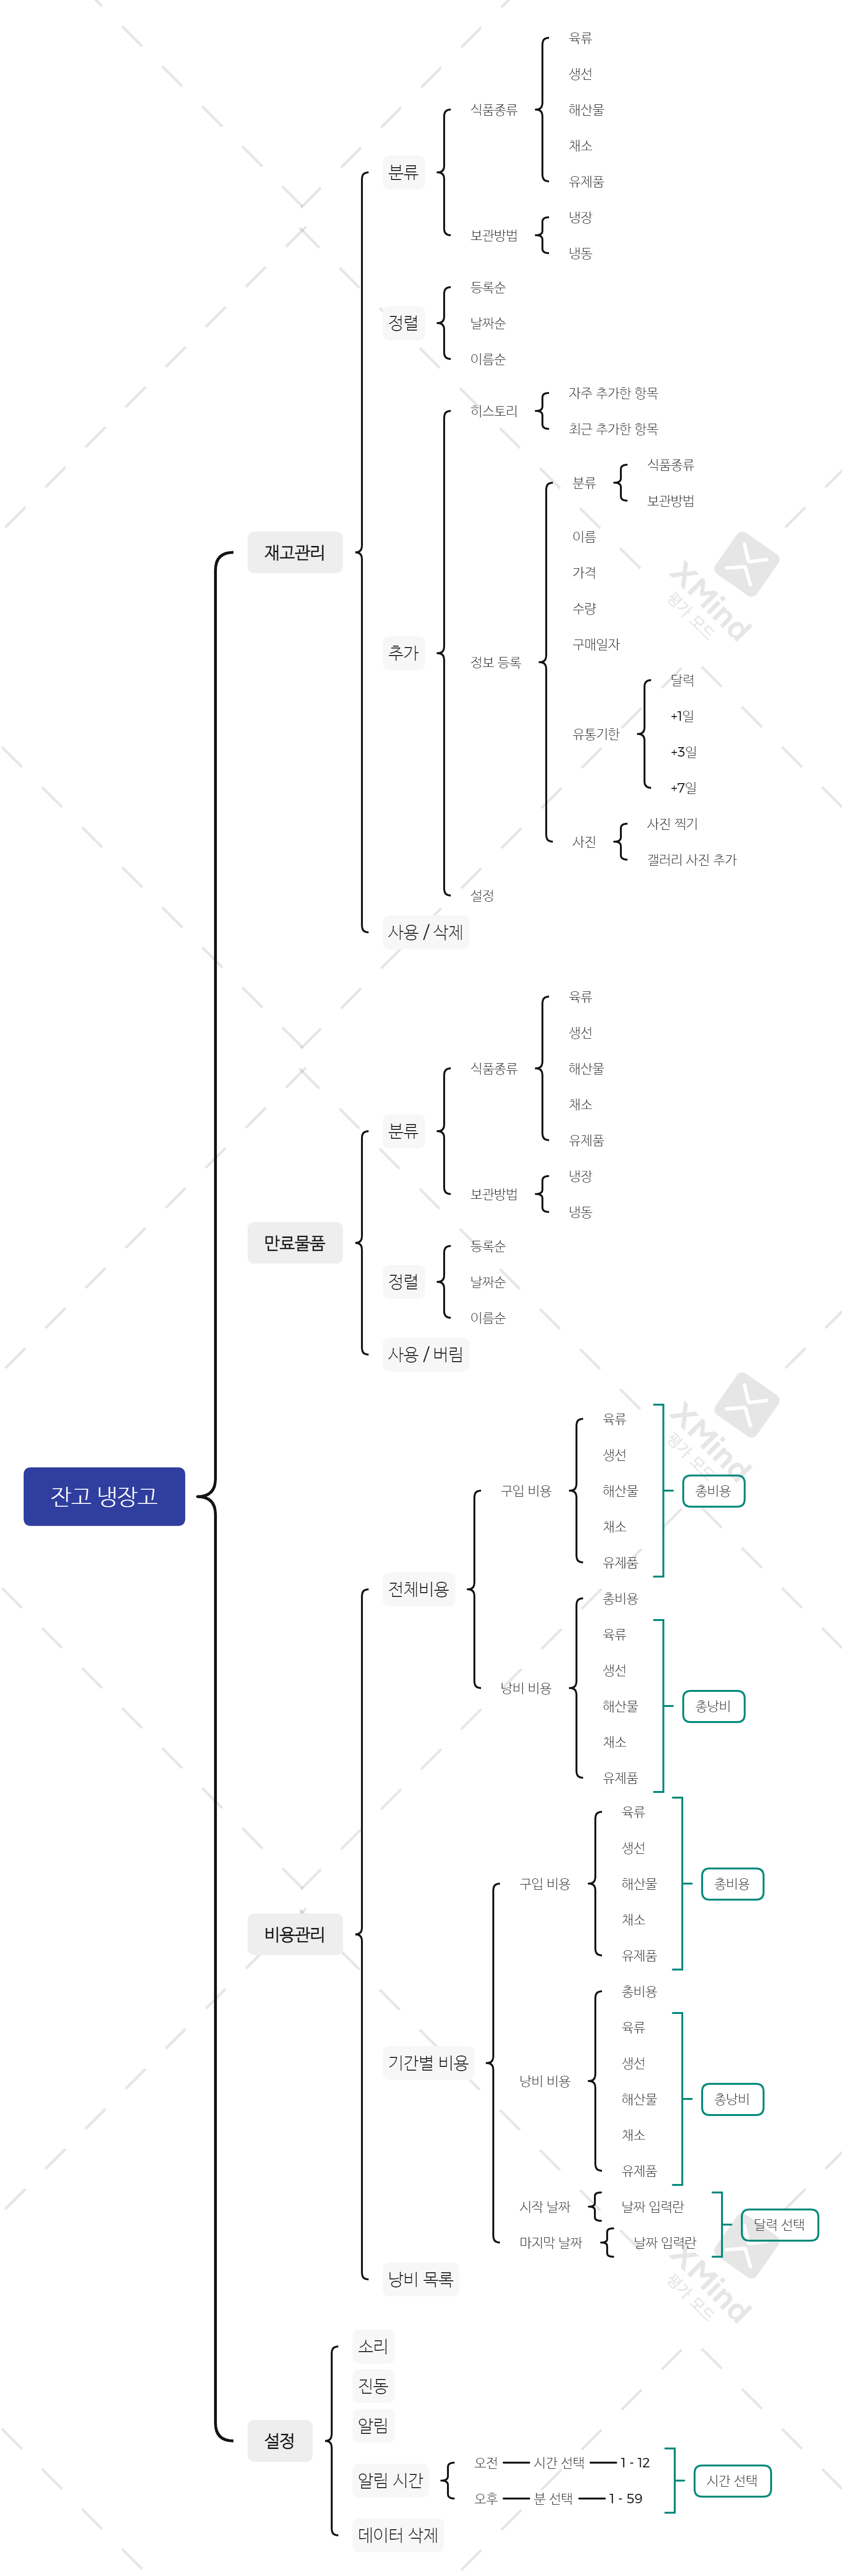 잔고 냉장고
재고관리
분류
식품종류
육류
생선
해산물
채소
유제품
보관방법
냉장
냉동
정렬
등록순
날짜순
이름순
추가
히스토리
자주 추가한 항목
최근 추가한 항목
정보 등록
분류
식품종류
보관방법
이름
가격
수량
구매일자
유통기한
달력
+1일
+3일
+7일
사진
사진 찍기
갤러리 사진 추가
설정
사용 / 삭제
만료물품
분류
식품종류
육류
생선
해산물
채소
유제품
보관방법
냉장
냉동
정렬
등록순
날짜순
이름순
사용 / 버림
비용관리
전체비용
구입 비용
육류
생선
해산물
채소
유제품
총비용
낭비 비용
총비용
육류
생선
해산물
채소
유제품
총낭비
기간별 비용
구입 비용
육류
생선
해산물
채소
유제품
총비용
낭비 비용
총비용
육류
생선
해산물
채소
유제품
총낭비
시작 날짜
날짜 입력란
마지막 날짜
날짜 입력란
달력 선택
낭비 목록
설정
소리
진동
알림
알림 시간
오전
시간 선택
1 - 12
오후
분 선택
1 - 59
시간 선택
데이터 삭제
XMind
평가 모드
XMind
평가 모드
XMind
평가 모드